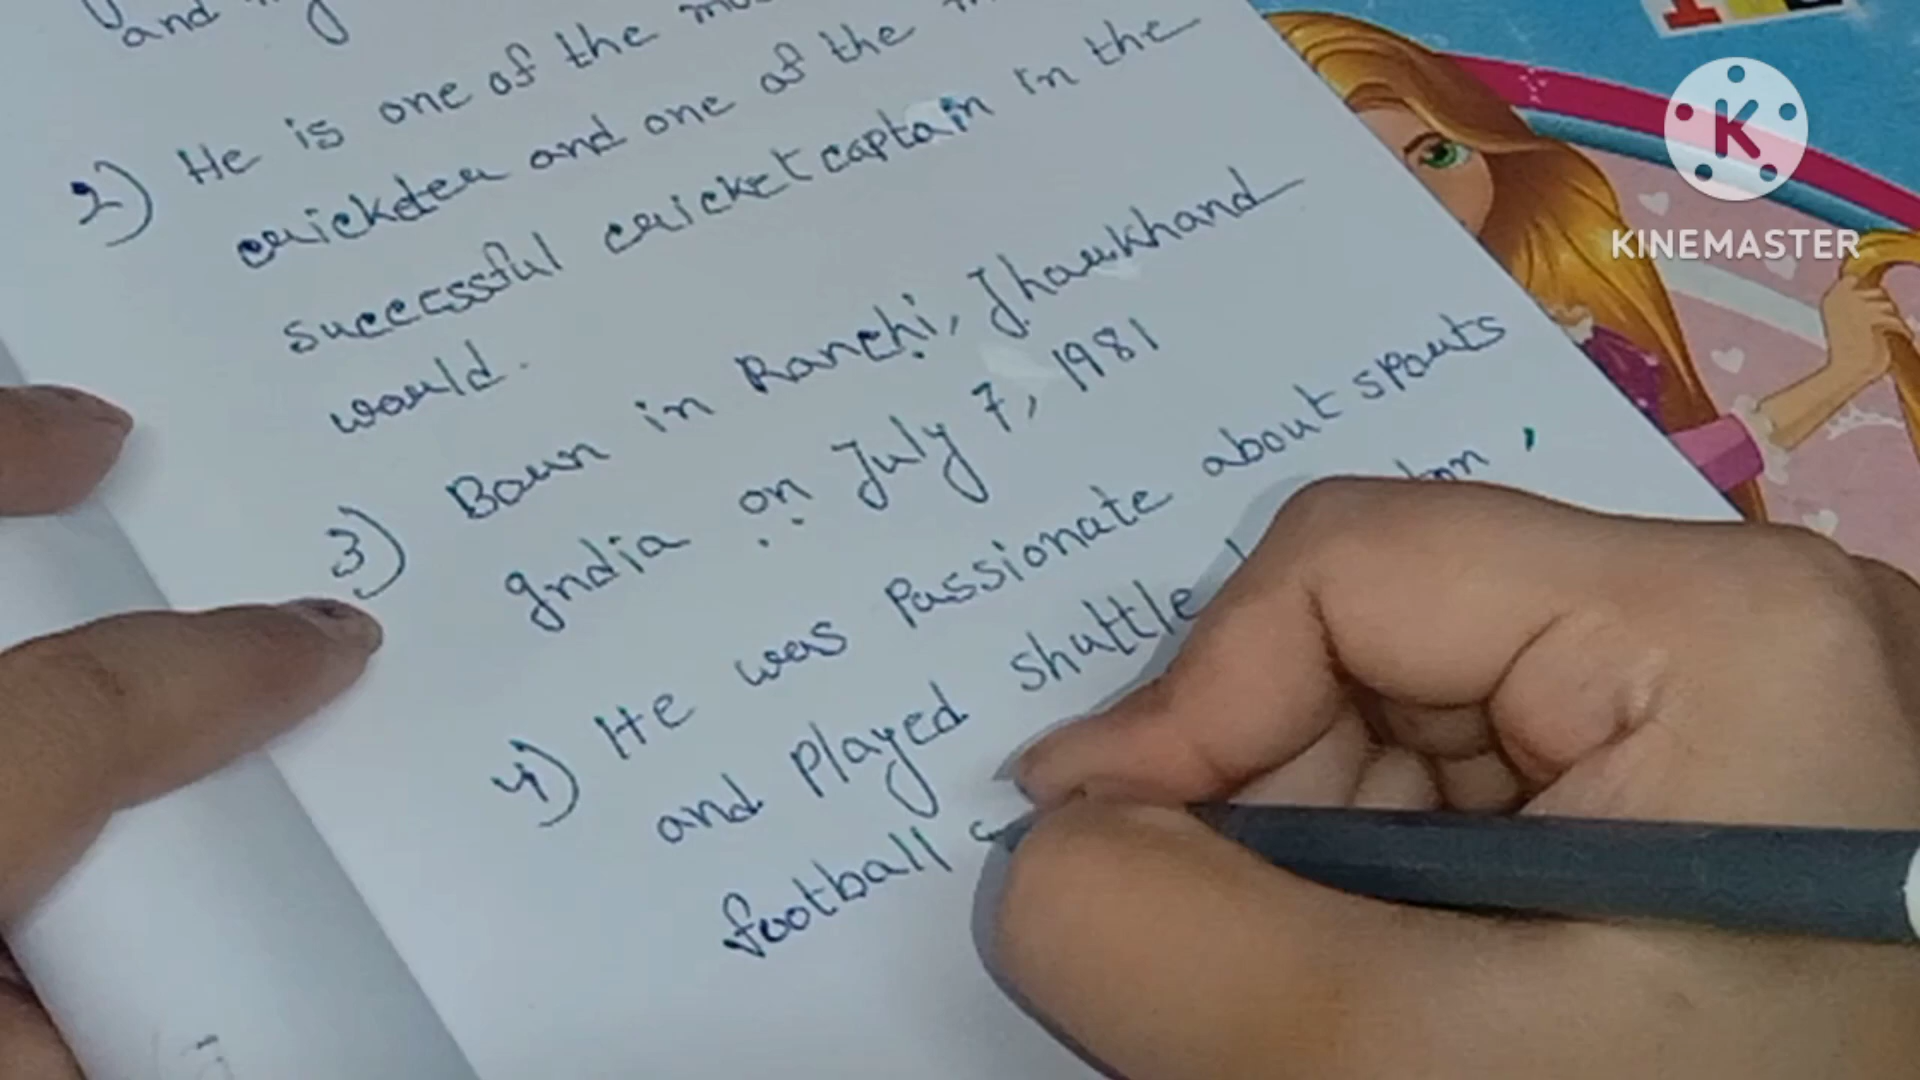 and
2) He is one of the
cricketer and one of the
successful cricket captain in the
world.
3) Born in Ranchi, Jharkhand
India on July 7, 1981
4) He was Passionate about sports
and Played shuttle
football
KINEMASTER